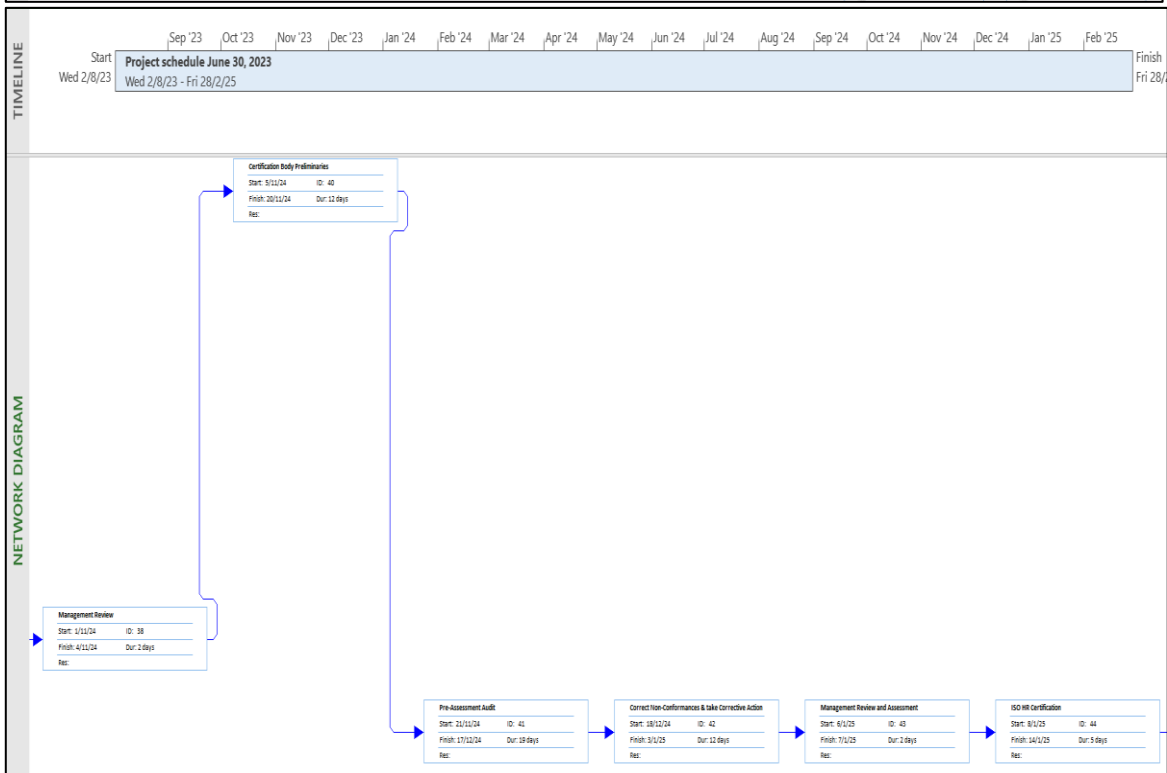 TIMELINE
Sep '23 Oct '23 Nov '23 Dec '23 Jan '24 Feb '24 Mar '24 Apr '24 May '24 Jun '24 Jul '24 Aug '24 Sep '24 Oct '24 Nov '24 Dec '24 Jan '25 Feb '25
Start
Wed 2/8/23
Project schedule June 30, 2023
Wed 2/8/23 - Fri 28/2/25
Finish
Fri 28/
NETWORK DIAGRAM
Certification Body Preliminaries
Start: 5/11/24 ID: 40
Finish: 20/11/24 Dur: 12 days
Res:
Management Review
Start: 1/11/24 ID: 38
Finish: 4/11/24 Dur: 2 days
Res:
Pre-Assessment Audit
Start: 21/11/24 ID: 41
Finish: 17/12/24 Dur: 19 days
Res:
Correct Non-Conformances & take Corrective Action
Start: 18/12/24 ID: 42
Finish: 3/1/25 Dur: 12 days
Res:
Management Review and Assessment
Start: 6/1/25 ID: 43
Finish: 7/1/25 Dur: 2 days
Res:
ISO HR Certification
Start: 8/1/25 ID: 44
Finish: 14/1/25 Dur: 5 days
Res: